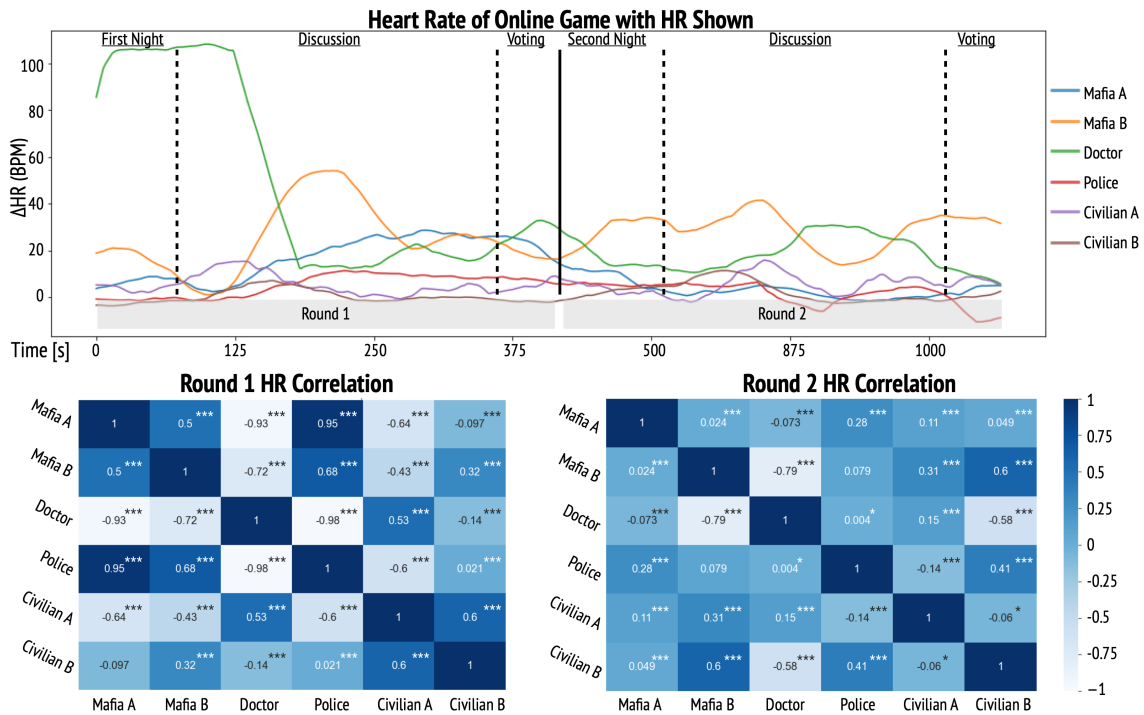 Heart Rate of Online Game with HR Shown
First Night Discussion Voting Second Night Discussion Voting
ΔHR (BPM)
100
80
60
40
20
0
Mafia A
Mafia B
Doctor
Police
Civilian A
Civilian B
Round 1 Round 2
Time [s] 0 125 250 375 500 875 1000
Round 1 HR Correlation
Mafia A 1 0.5*** -0.93*** 0.95*** -0.64*** -0.097***
Mafia B 0.5*** 1 -0.72*** 0.68*** -0.43*** 0.32***
Doctor -0.93*** -0.72*** 1 -0.98*** 0.53*** -0.14***
Police 0.95*** 0.68*** -0.98*** 1 -0.6*** 0.021***
Civilian A -0.64*** -0.43*** 0.53*** -0.6*** 1 0.6***
Civilian B -0.097 0.32*** -0.14*** 0.021*** 0.6*** 1
Mafia A Mafia B Doctor Police Civilian A Civilian B
Round 2 HR Correlation
Mafia A 1 0.024*** -0.073*** 0.28*** 0.11*** 0.049
Mafia B 0.024*** 1 -0.79*** 0.079 0.31*** 0.6***
Doctor -0.073*** -0.79*** 1 0.004* 0.15*** -0.58***
Police 0.28*** 0.079 0.004* 1 -0.14*** 0.41***
Civilian A 0.11*** 0.31*** 0.15*** -0.14*** 1 -0.06*
Civilian B 0.049*** 0.6*** -0.58*** 0.41*** -0.06* 1
Mafia A Mafia B Doctor Police Civilian A Civilian B
1
0.75
0.5
0.25
0
-0.25
-0.5
-0.75
-1